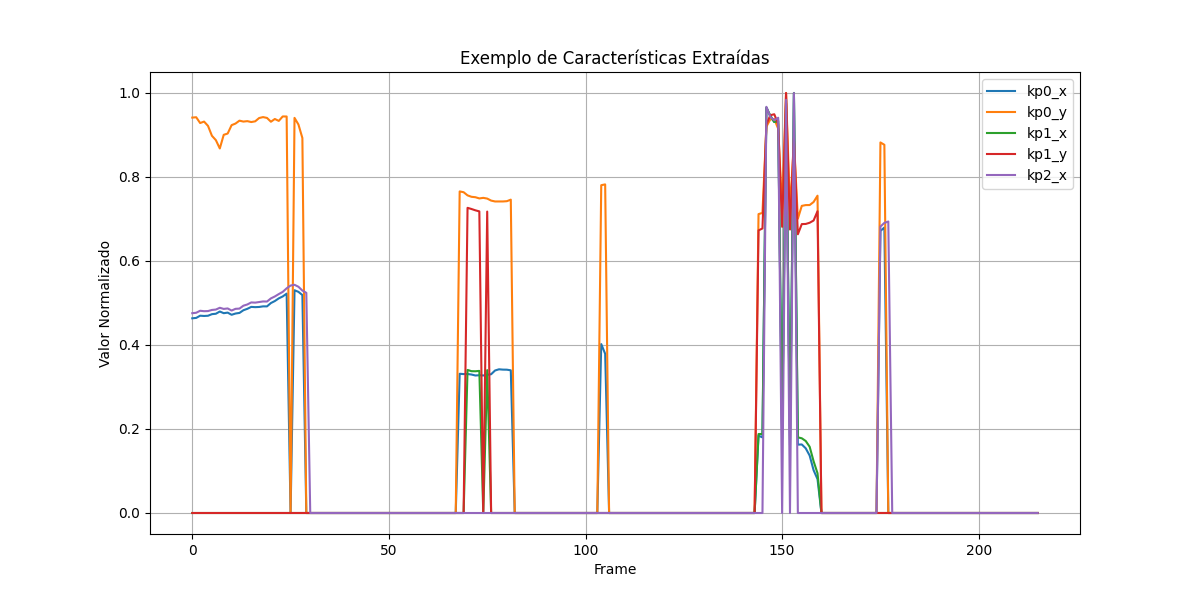 Exemplo de Características Extraídas
Valor Normalizado
1.0
0.8
0.6
0.4
0.2
0.0
0 50 100 150 200
Frame
kp0_x
kp0_y
kp1_x
kp1_y
kp2_x